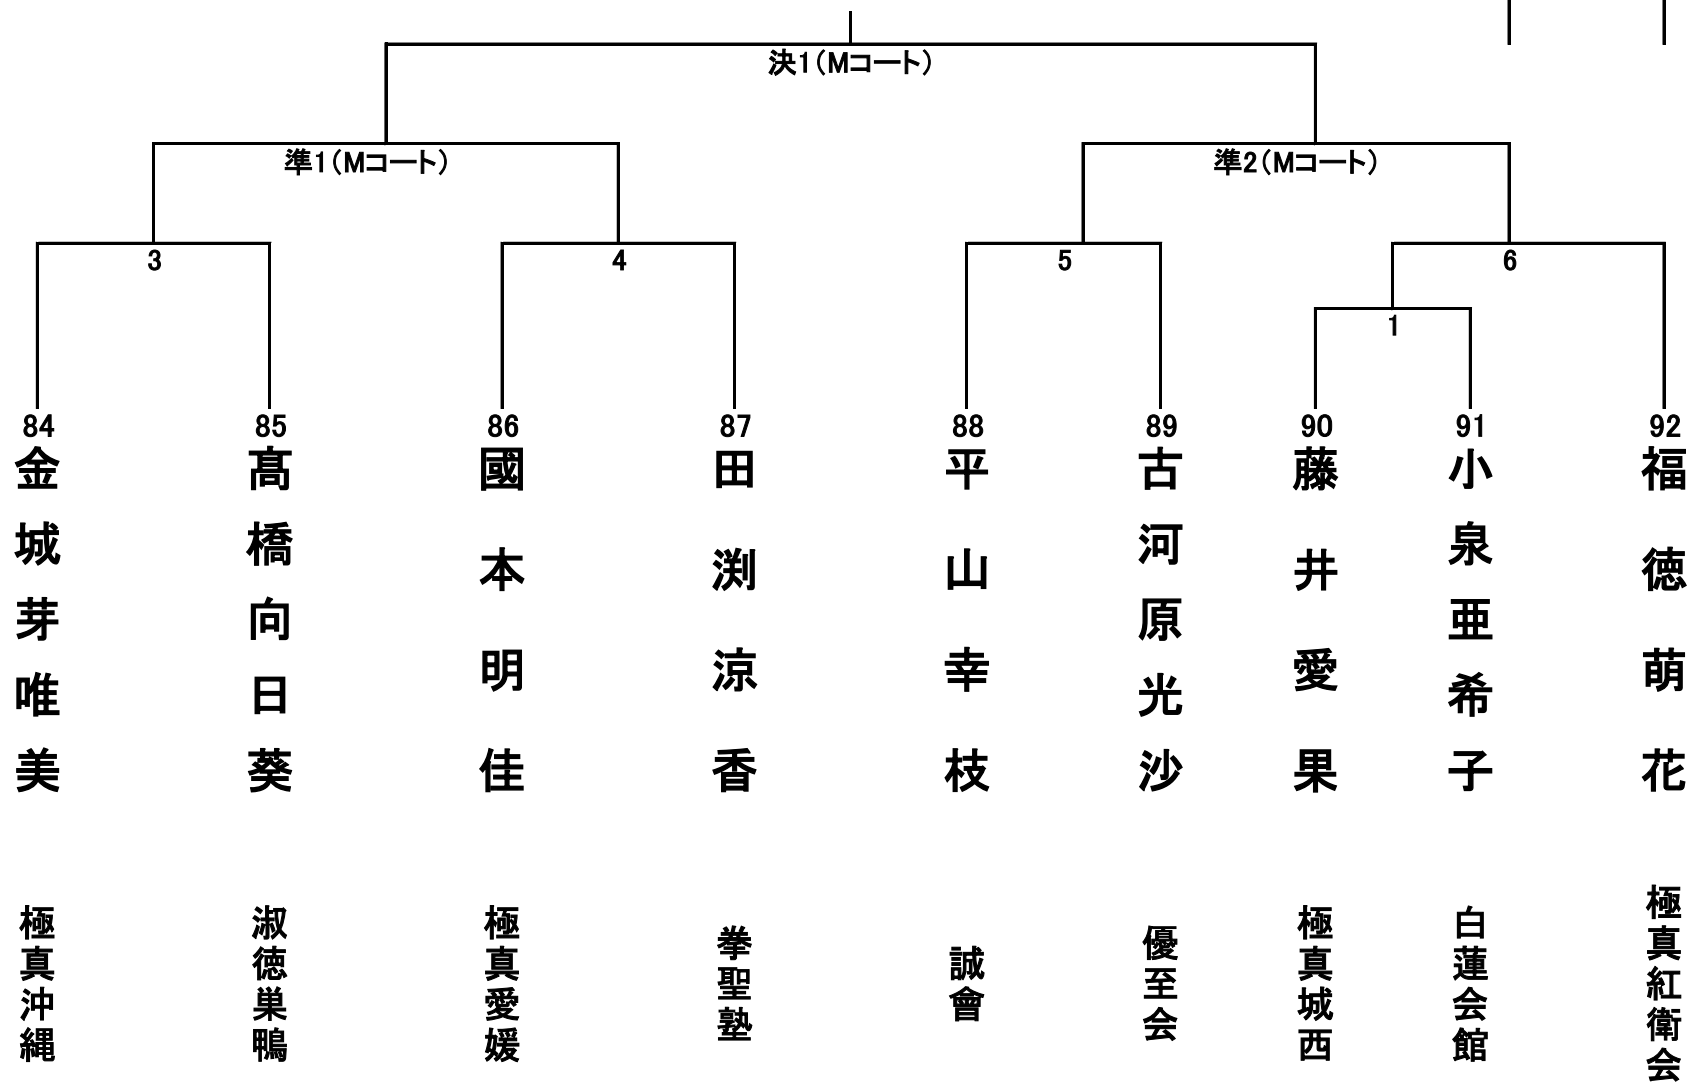 決1(Mコート)
準1(Mコート)
準2(Mコート)
3
4
5
6
1
84
金城芽唯美
極真沖縄
85
髙橋向日葵
淑徳巣鴨
86
國本明佳
極真愛媛
87
田渕涼香
拳聖塾
88
平山幸枝
誠會
89
古河原光沙
優至会
90
藤井愛果
極真城西
91
小泉亜希子
白蓮会館
92
福徳萌花
極真紅衛会